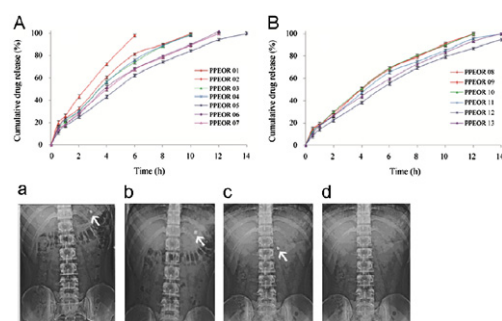 A
Cumulative drug release (%)
100
80
60
40
20
0
0 2 4 6 8 10 12 14
Time (h)
PPEOR 01
PPEOR 02
PPEOR 03
PPEOR 04
PPEOR 05
PPEOR 06
PPEOR 07
B
Cumulative drug release (%)
100
80
60
40
20
0
0 2 4 6 8 10 12 14
Time (h)
PPEOR 08
PPEOR 09
PPEOR 10
PPEOR 11
PPEOR 12
PPEOR 13
a
b
c
d